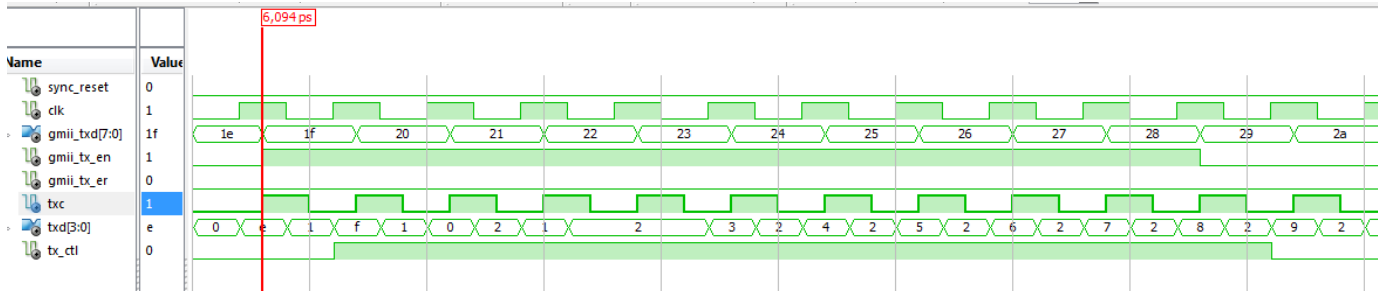 6,094 ps
Name Value
sync_reset 0
clk 1
gmii_txd[7:0] 1f 1e 1f 20 21 22 23 24 25 26 27 28 29 2a
gmii_tx_en 1
gmii_tx_er 0
txc 1
txd[3:0] e 0 e 1 f 1 0 2 1 2 3 2 4 2 5 2 6 2 7 2 8 2 9 2
tx_ctl 0